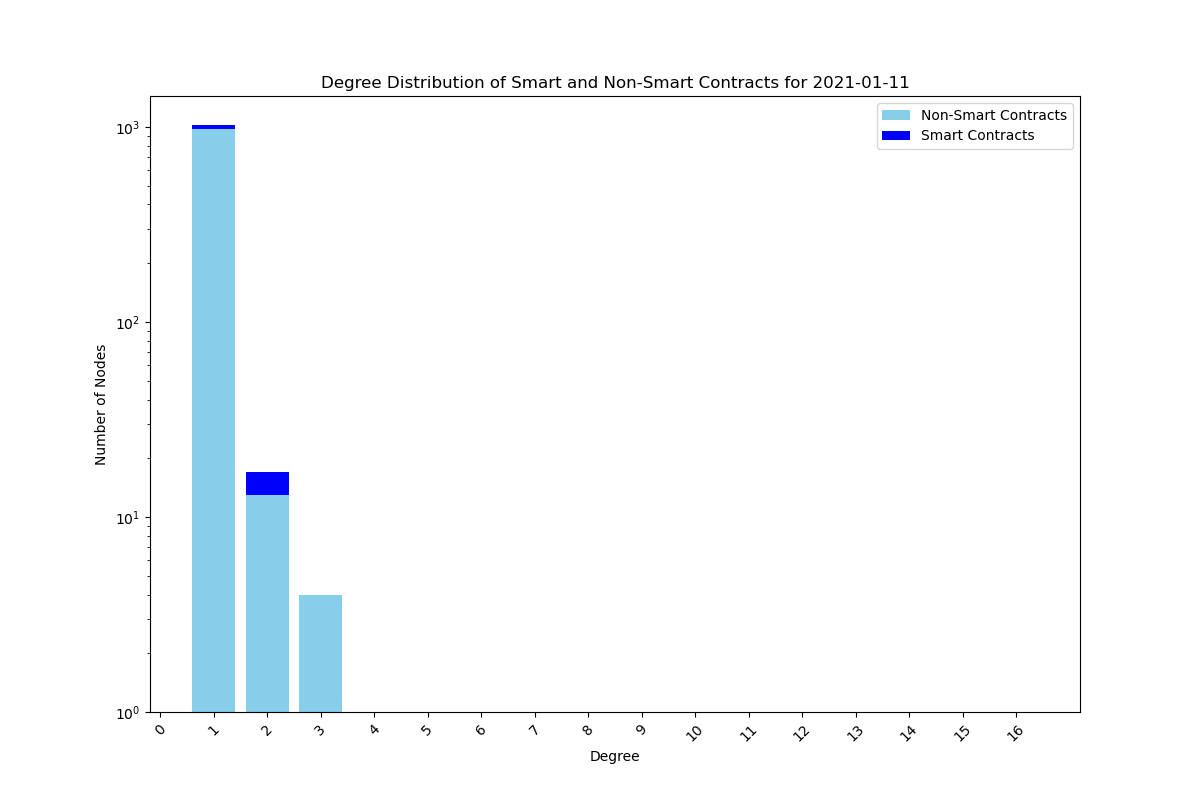 Degree Distribution of Smart and Non-Smart Contracts for 2021-01-11
Non-Smart Contracts
Smart Contracts
Number of Nodes
10³
10²
10¹
10⁰
0 1 2 3 4 5 6 7 8 9 10 11 12 13 14 15 16
Degree